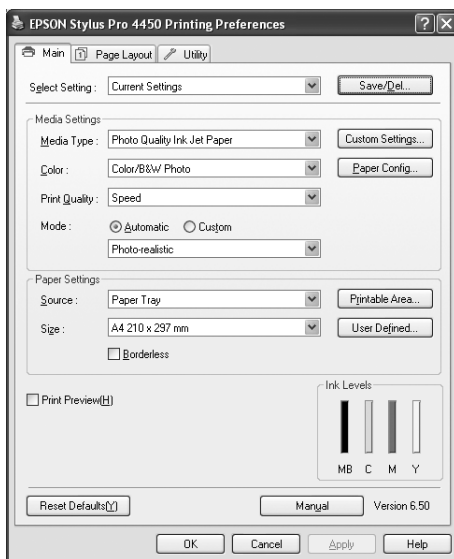 EPSON Stylus Pro 4450 Printing Preferences
Main Page Layout Utility
Select Setting : Current Settings Save/Del...
Media Settings
Media Type : Photo Quality Ink Jet Paper Custom Settings...
Color : Color/B&W Photo Paper Config...
Print Quality : Speed
Mode : Automatic Custom
Photo-realistic
Paper Settings
Source : Paper Tray Printable Area...
Size : A4 210 x 297 mm User Defined...
Borderless
Print Preview(H)
Ink Levels
MB C M Y
Reset Defaults(Y) Manual Version 6.50
OK Cancel Apply Help